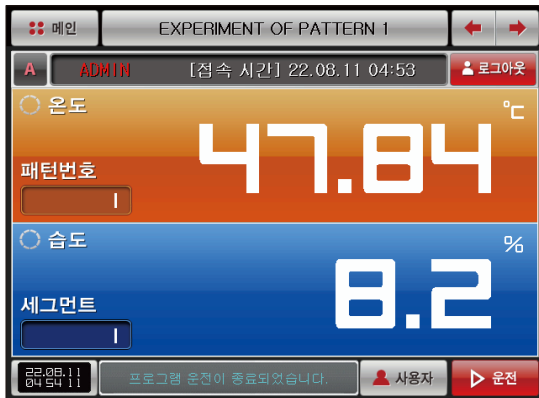 메인
EXPERIMENT OF PATTERN 1
A
ADMIN [접속 시간] 22.08.11 04:53
로그아웃
온도
℃
47.84
패턴번호
1
습도
%
8.2
세그먼트
1
22.08.11
04 54 11
프로그램 운전이 종료되었습니다.
사용자
운전